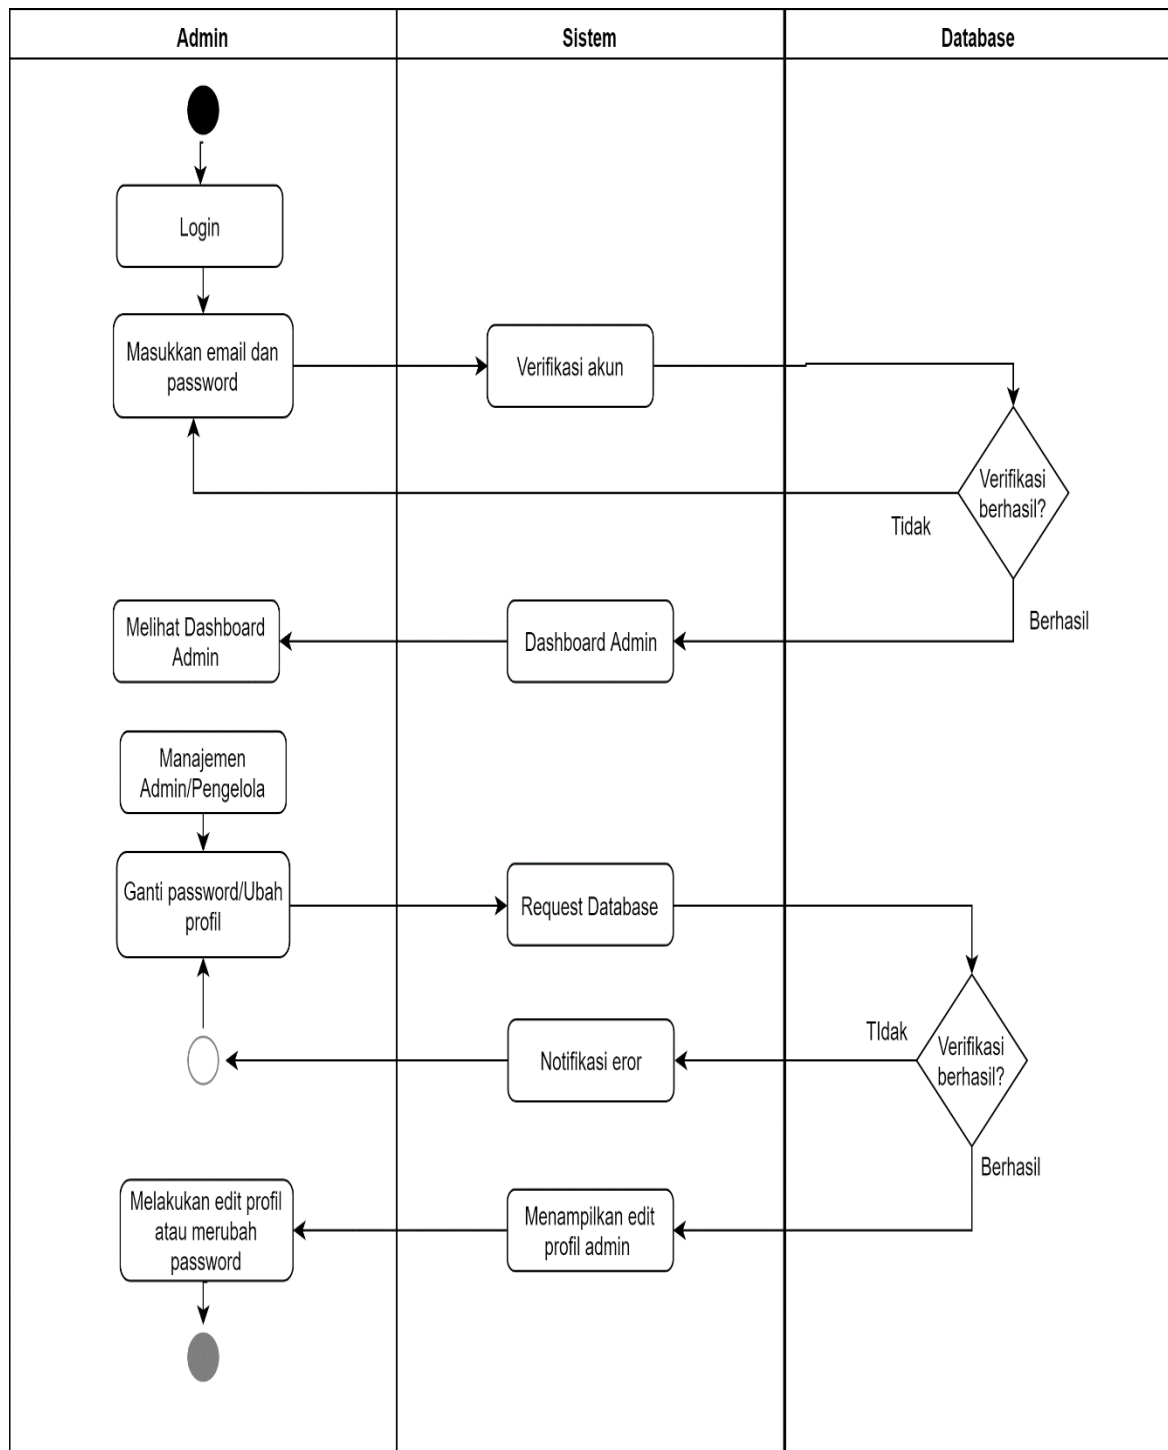 Admin
Sistem
Database
Login
Masukkan email dan
password
Verifikasi akun
Verifikasi
berhasil?
Tidak
Berhasil
Melihat Dashboard
Admin
Dashboard Admin
Manajemen
Admin/Pengelola
Ganti password/Ubah
profil
Request Database
TIdak
Verifikasi
berhasil?
Notifikasi eror
Berhasil
Melakukan edit profil
atau merubah
password
Menampilkan edit
profil admin